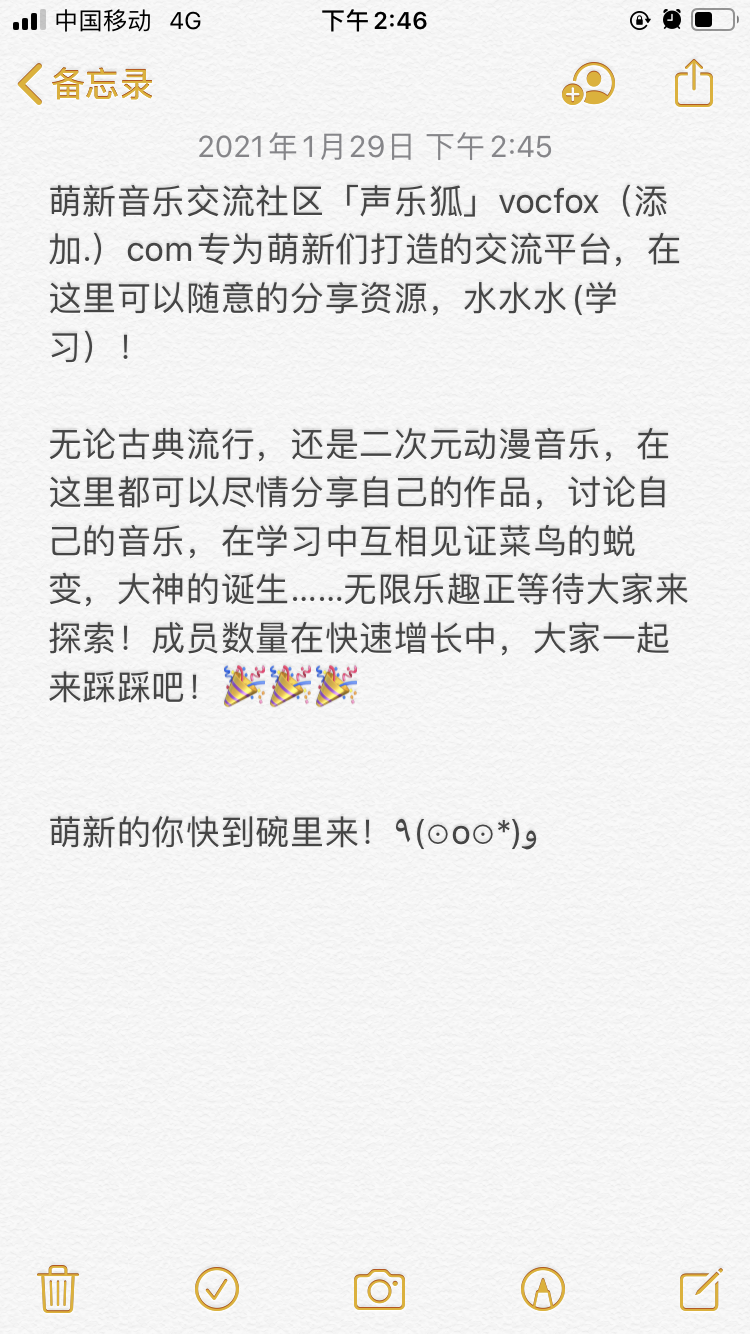 中国移动 4G 下午2:46
备忘录
2021年1月29日 下午2:45
萌新音乐交流社区「声乐狐」vocfox（添
加.）com专为萌新们打造的交流平台，在
这里可以随意的分享资源，水水水(学
习）！
无论古典流行，还是二次元动漫音乐，在
这里都可以尽情分享自己的作品，讨论自
己的音乐，在学习中互相见证菜鸟的蜕
变，大神的诞生……无限乐趣正等待大家来
探索！成员数量在快速增长中，大家一起
来踩踩吧！🎉🎉🎉
萌新的你快到碗里来！٩(⊙o⊙*)و